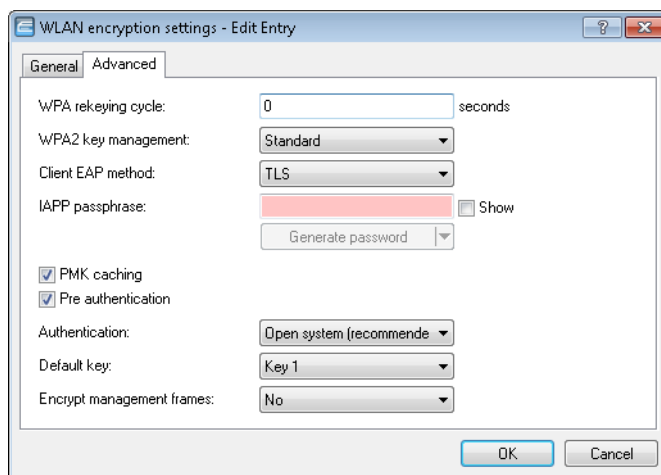 WLAN encryption settings - Edit Entry
General Advanced
WPA rekeying cycle: 0 seconds
WPA2 key management: Standard
Client EAP method: TLS
IAPP passphrase: Show
Generate password
PMK caching
Pre authentication
Authentication: Open system (recommende
Default key: Key 1
Encrypt management frames: No
OK Cancel